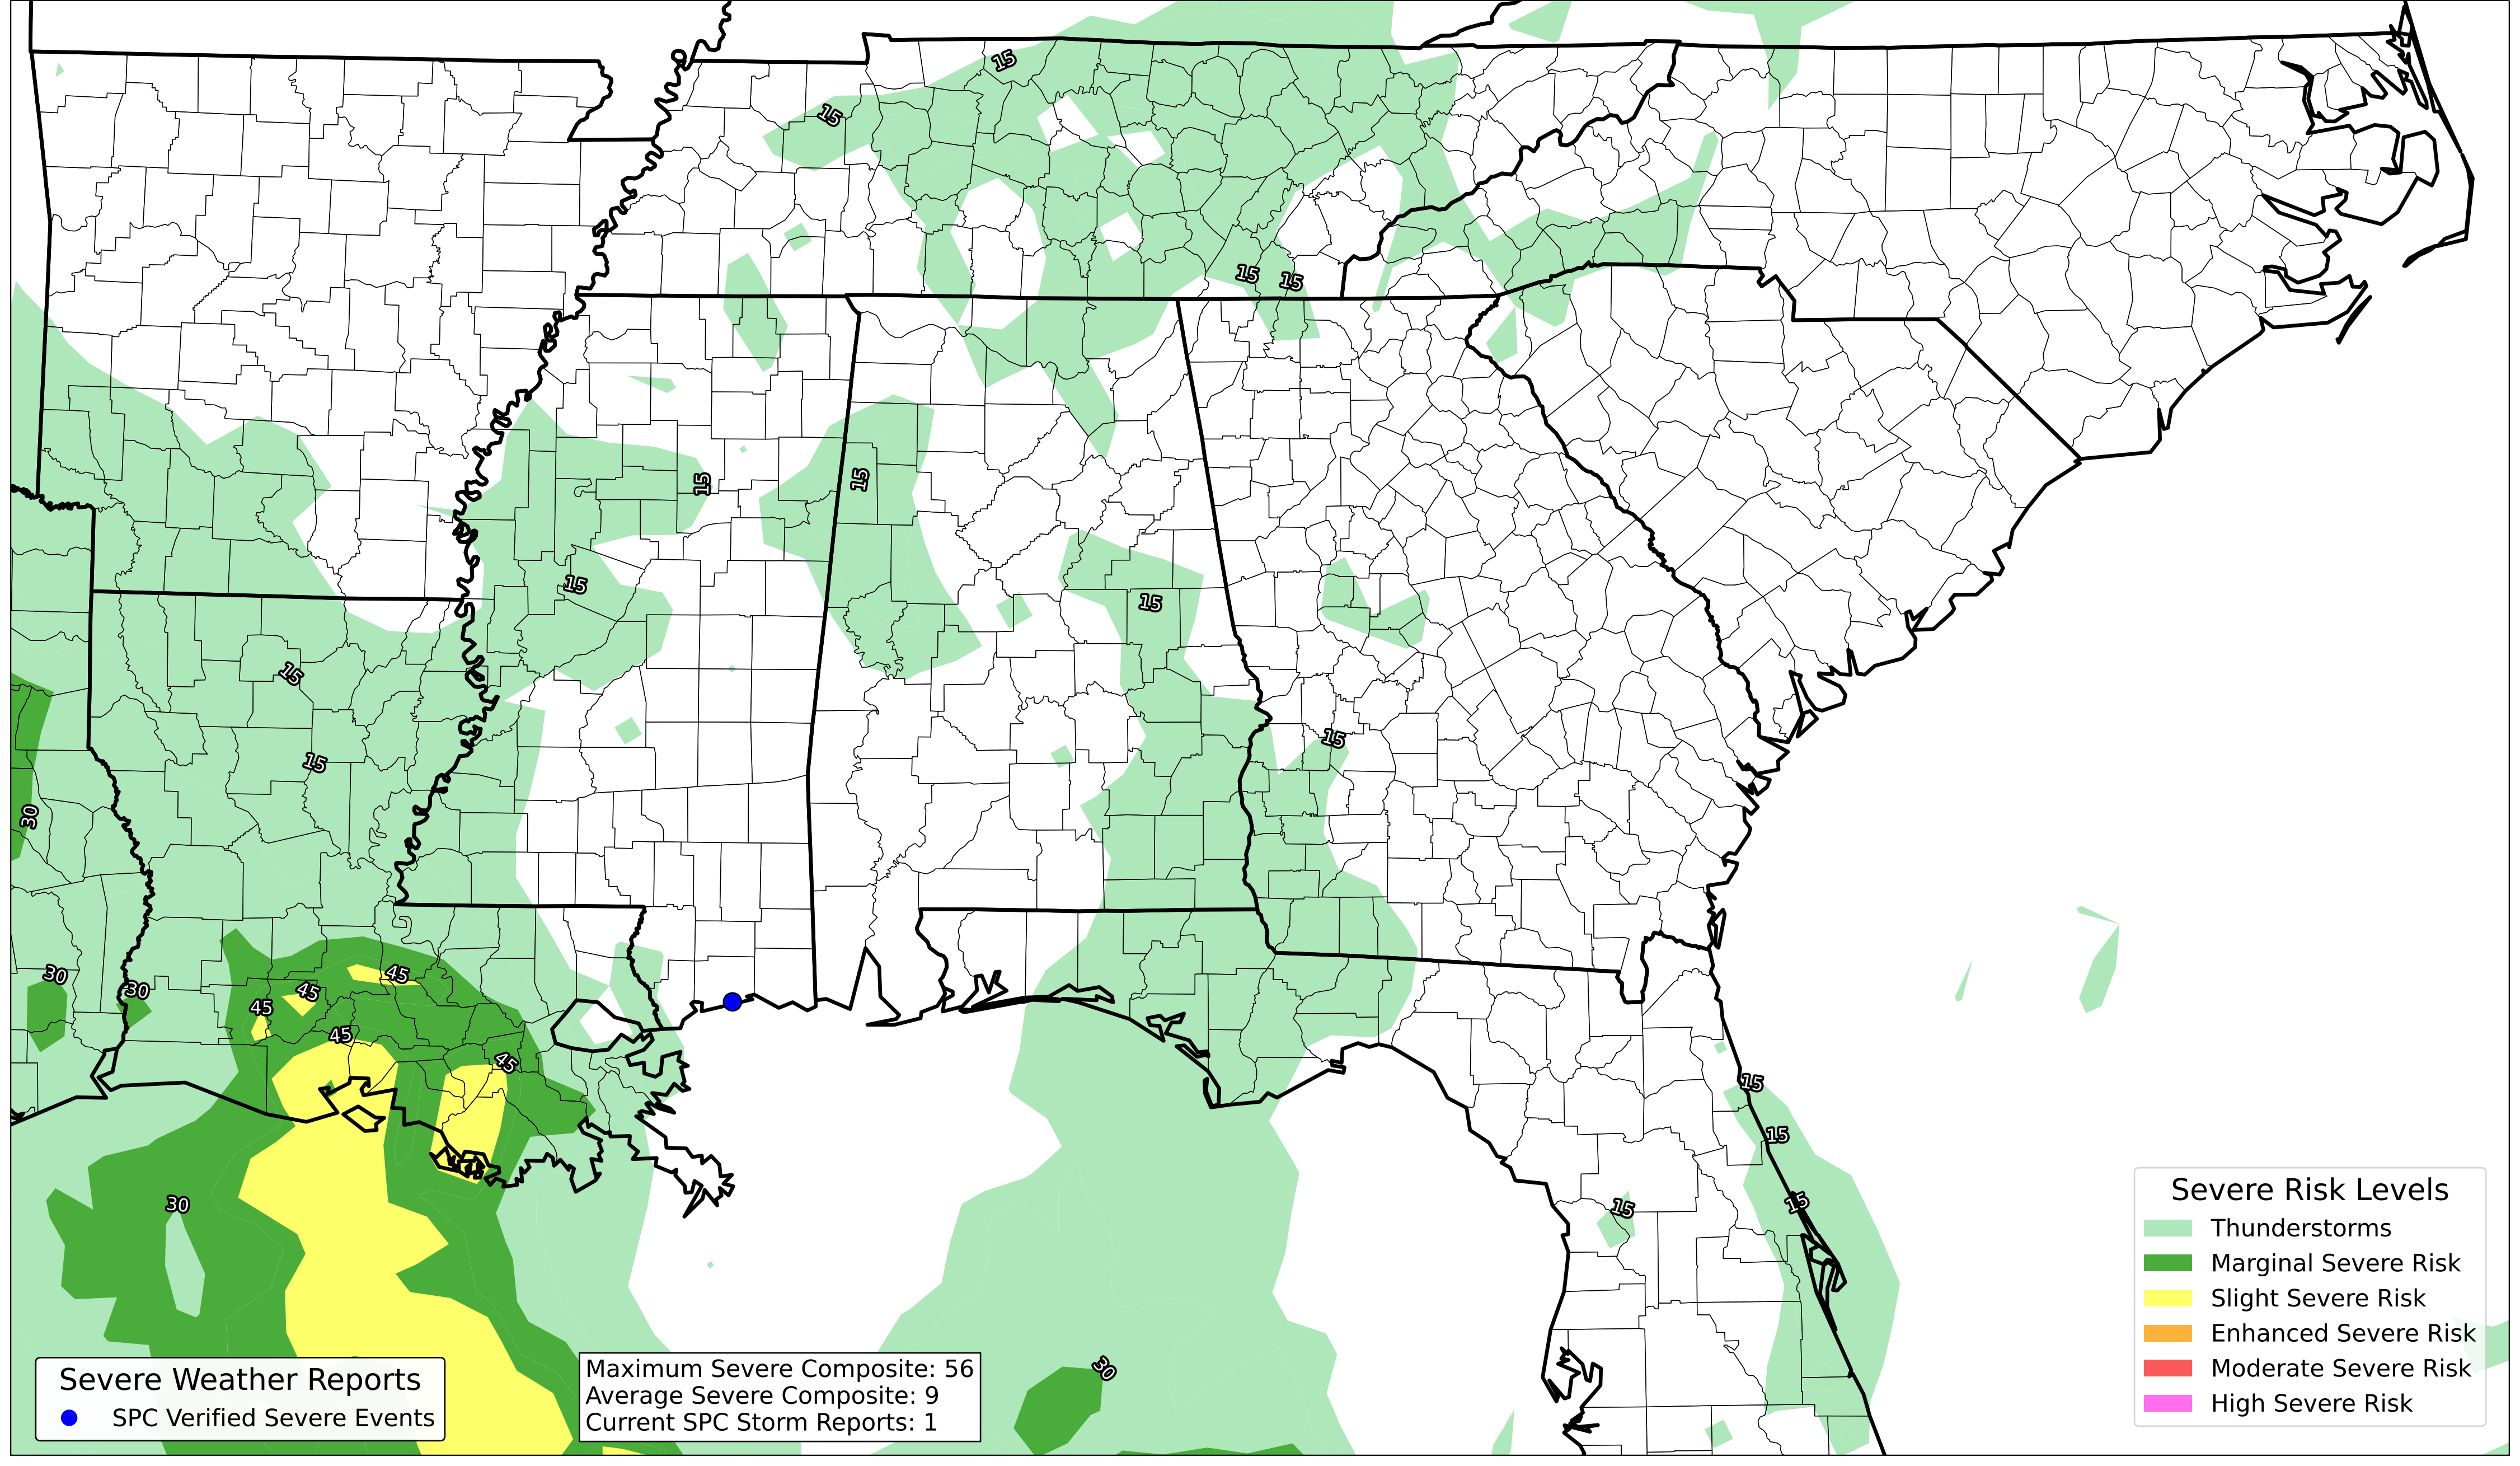 15
15
15
15
15
15
15
15
15
15
15
30
30
30
45
45
45
45
45
15
15
30
15
15
30
Severe Risk Levels
Thunderstorms
Marginal Severe Risk
Slight Severe Risk
Enhanced Severe Risk
Moderate Severe Risk
High Severe Risk
Severe Weather Reports
SPC Verified Severe Events
Maximum Severe Composite: 56
Average Severe Composite: 9
Current SPC Storm Reports: 1